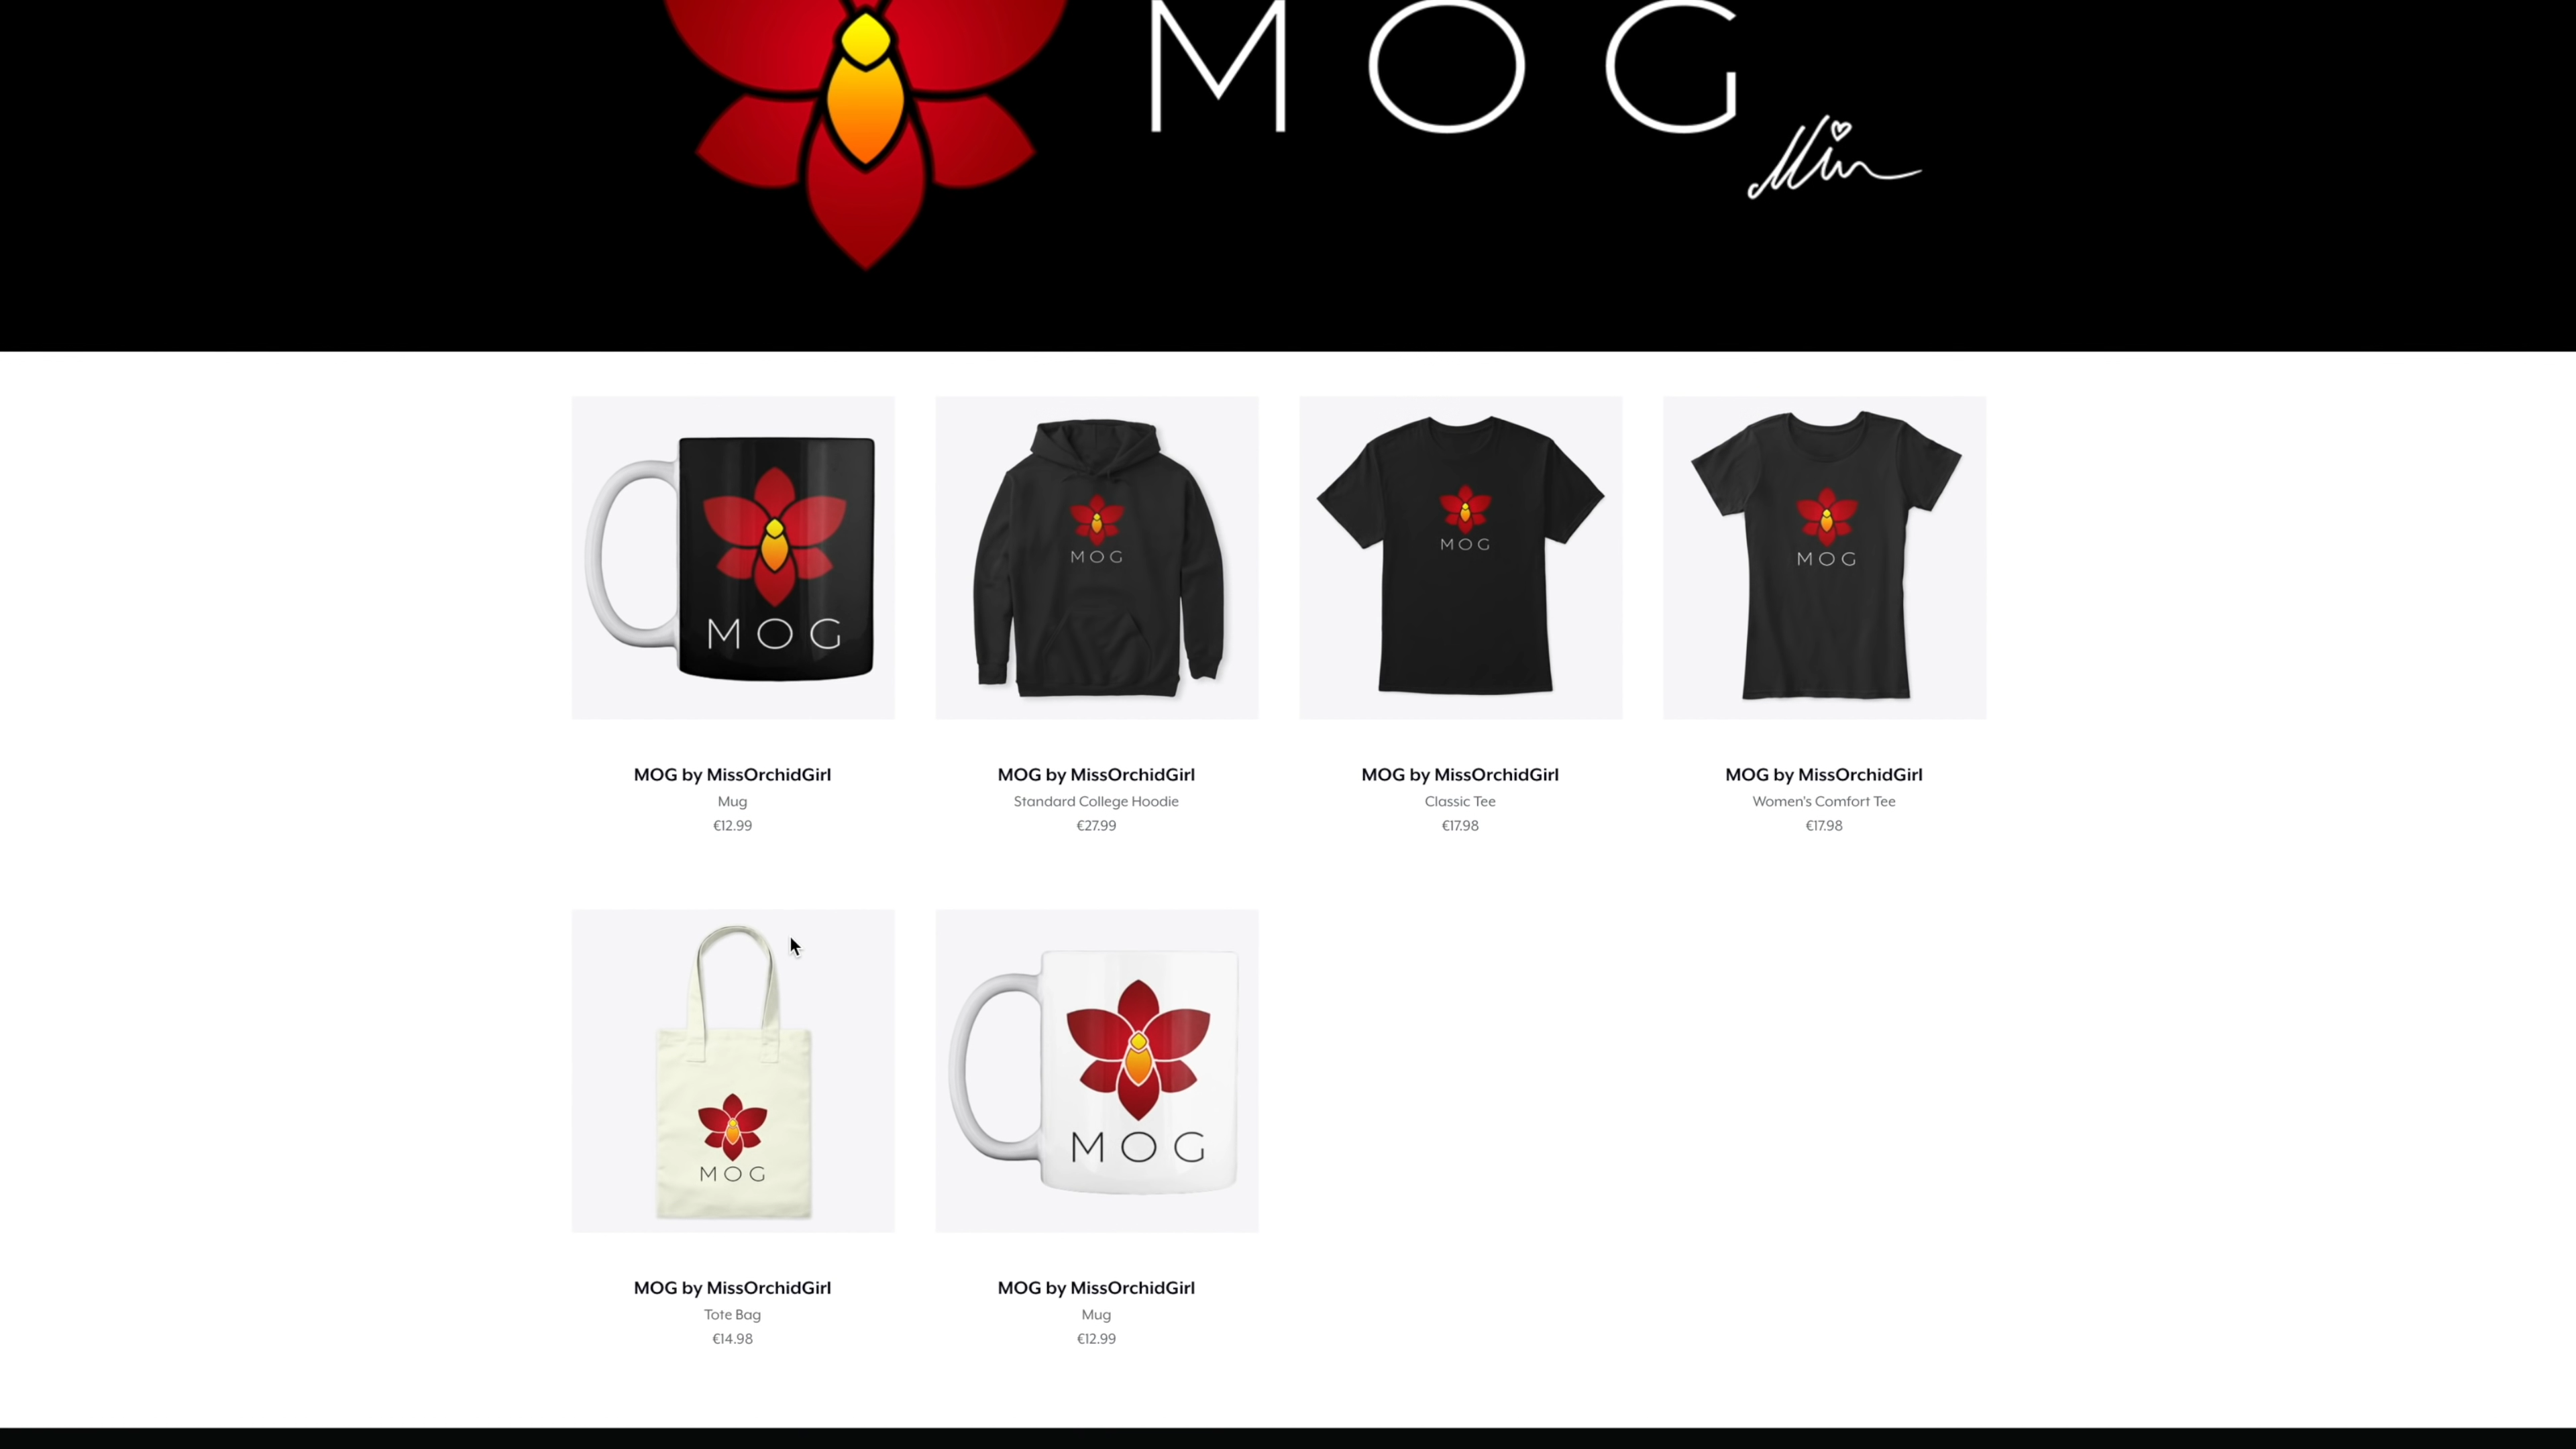 MOG
Min
MOG
MOG
MOG
MOG
MOG by MissOrchidGirl
Mug
€12.99
MOG by MissOrchidGirl
Standard College Hoodie
€27.99
MOG by MissOrchidGirl
Classic Tee
€17.98
MOG by MissOrchidGirl
Women's Comfort Tee
€17.98
MOG
MOG
MOG by MissOrchidGirl
Tote Bag
€14.98
MOG by MissOrchidGirl
Mug
€12.99